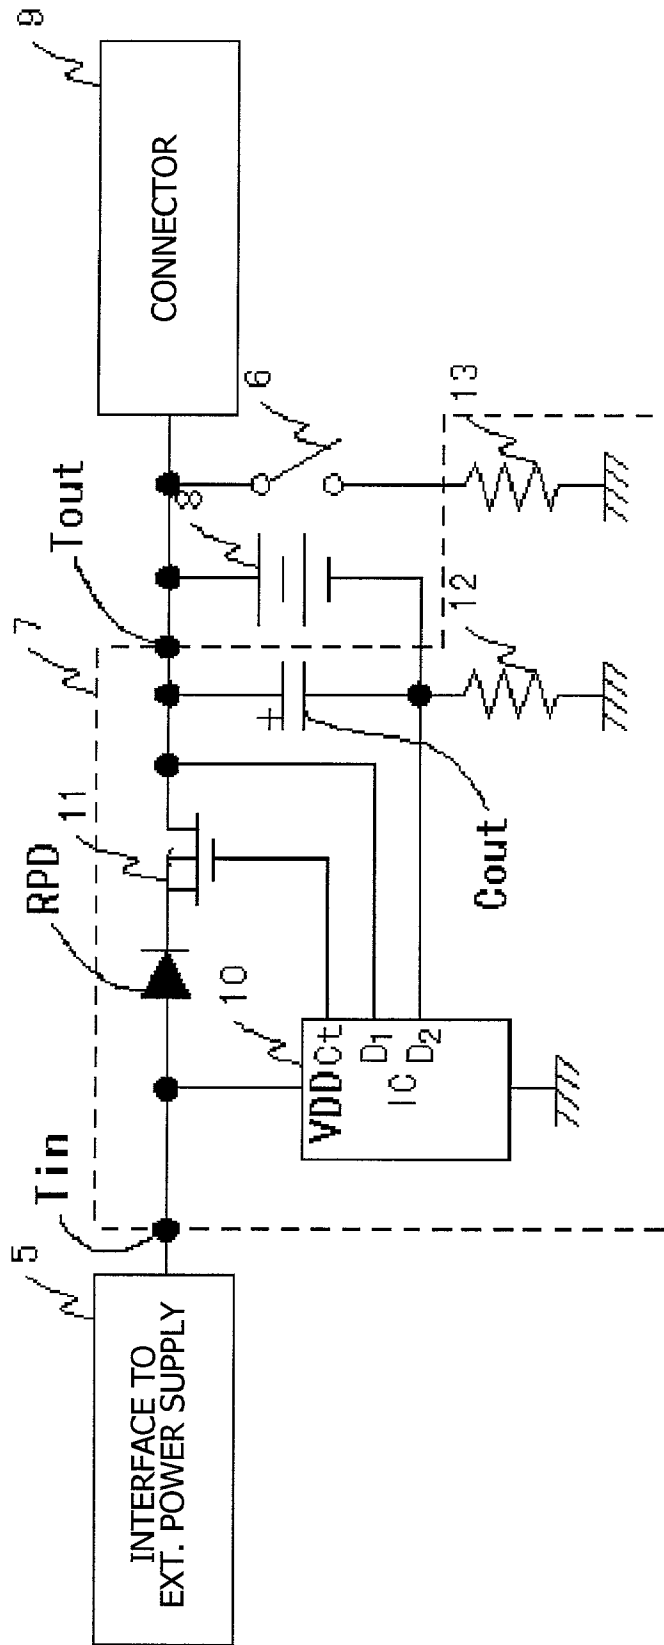 5
INTERFACE TO
EXT. POWER SUPPLY
Tin
7
RPD
11
Tout
10
VDD
Ct
D1
IC
D2
+
Cout
8
6
12
13
9
CONNECTOR